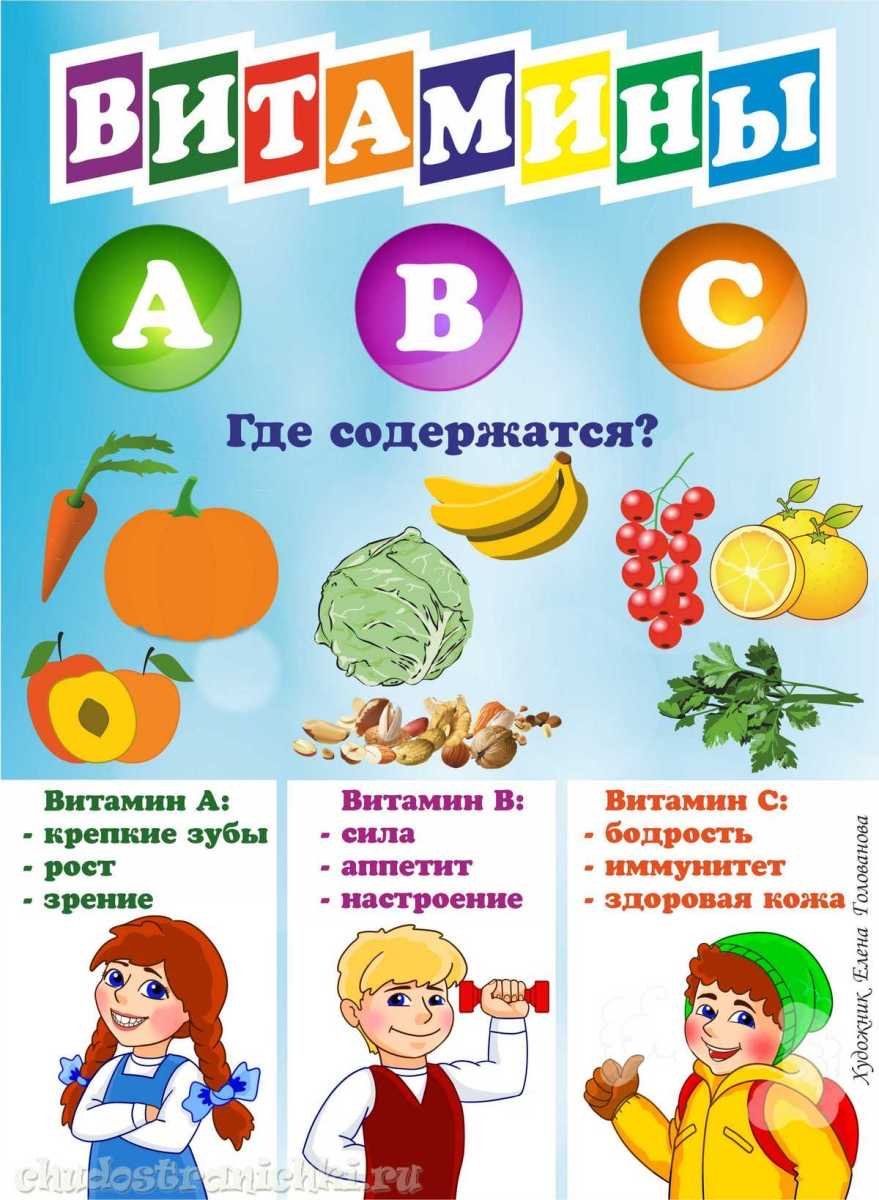 ВИТАМИНЫ
А В С
Где содержатся?
Витамин А:
- крепкие зубы
- рост
- зрение
Витамин В:
- сила
- аппетит
- настроение
Витамин С:
- бодрость
- иммунитет
- здоровая кожа
Художник Елена Голованова
chudostranichki.ru